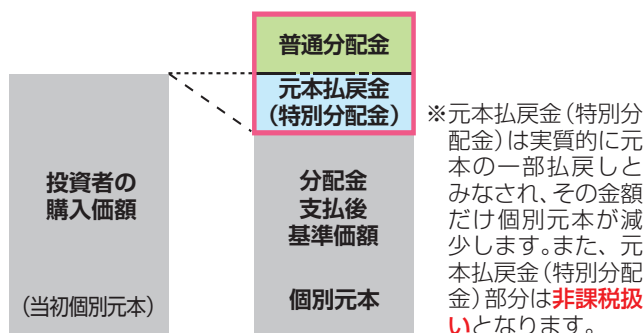 普通分配金
元本払戻金
(特別分配金)
投資者の
購入価額
(当初個別元本)
分配金
支払後
基準価額
個別元本
※元本払戻金(特別分
配金)は実質的に元
本の一部払戻しと
みなされ、その金額
だけ個別元本が減
少します。また、元
本払戻金(特別分配
金)部分は非課税扱
いとなります。